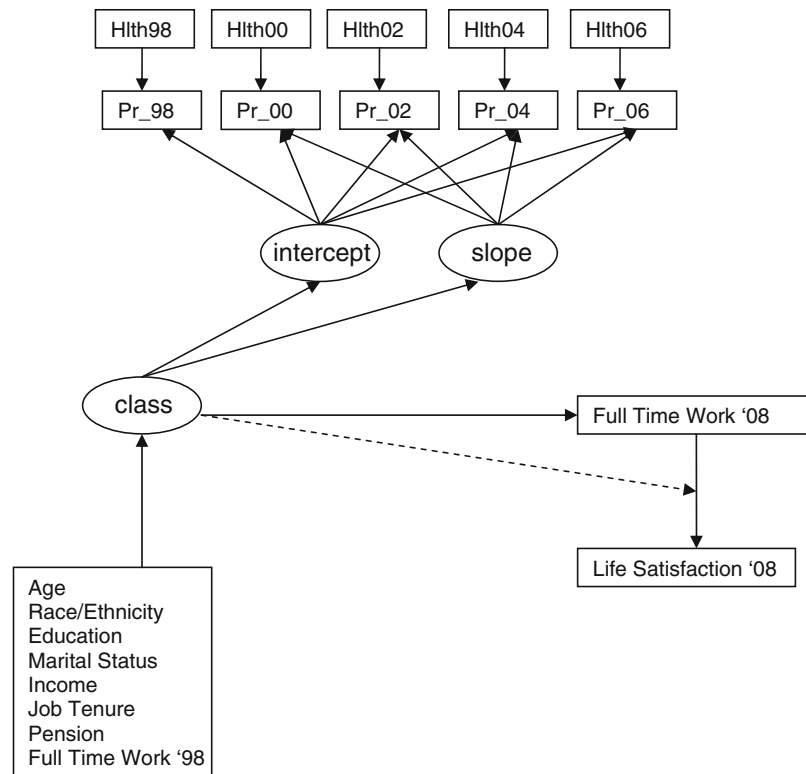 Hlth98 Hlth00 Hlth02 Hlth04 Hlth06
Pr_98 Pr_00 Pr_02 Pr_04 Pr_06
intercept slope
class
Full Time Work ‘08
Life Satisfaction ‘08
Age
Race/Ethnicity
Education
Marital Status
Income
Job Tenure
Pension
Full Time Work ‘98